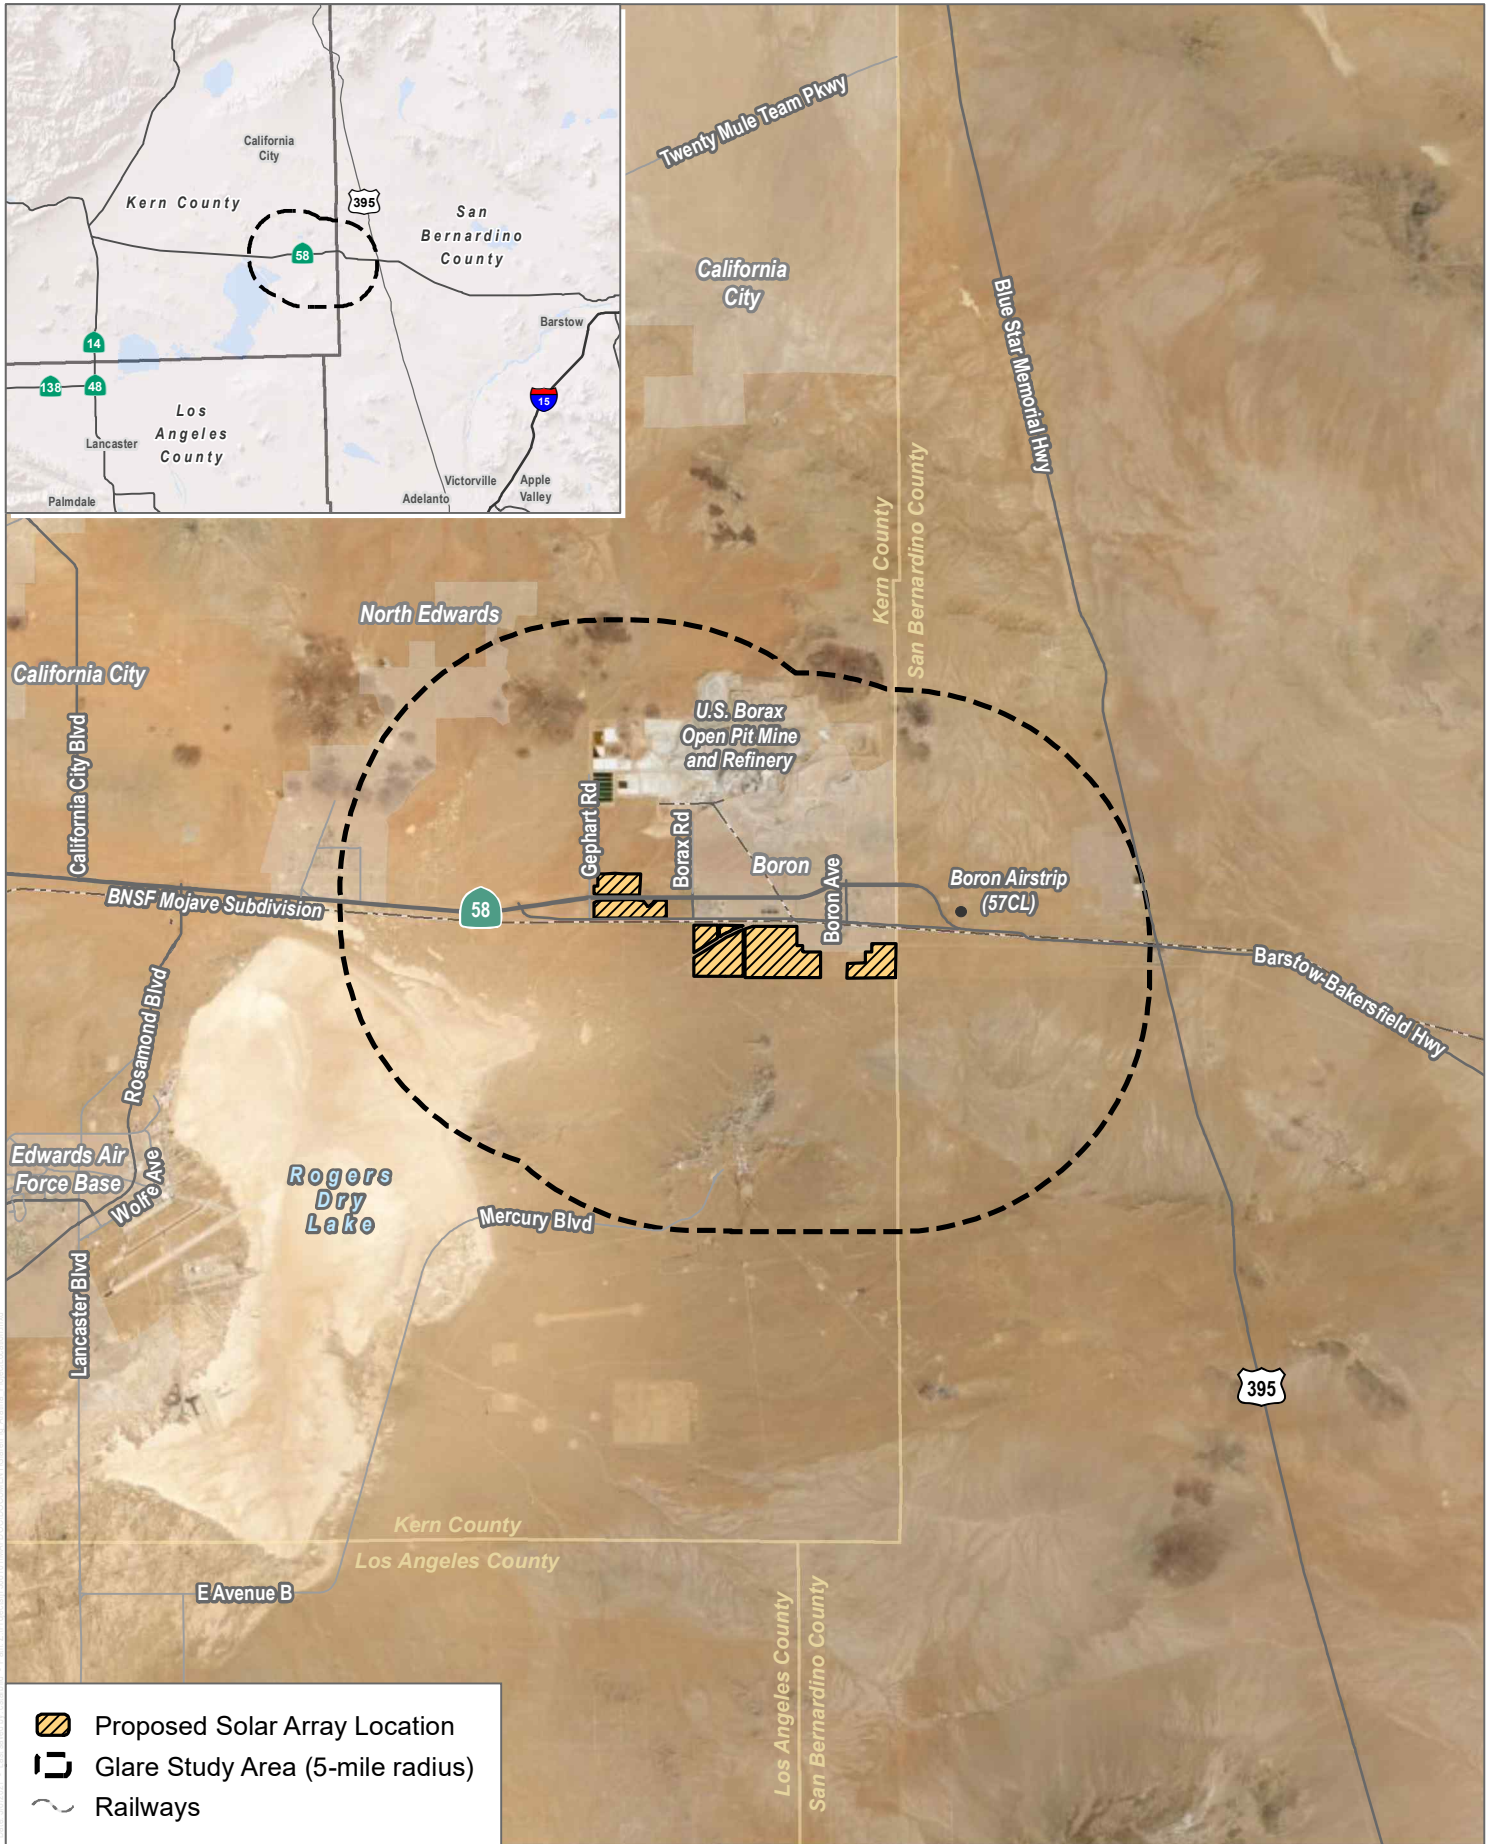 California
City
Kern County
395
San
Bernardino
County
58
Barstow
14
138
48
15
Los
Angeles
County
Lancaster
Palmdale
Victorville
Adelanto
Apple
Valley
Twenty Mule Team Pkwy
California
City
Blue Star Memorial Hwy
Kern County
San Bernardino County
North Edwards
California City
California City Blvd
U.S. Borax
Open Pit Mine
and Refinery
Gephart Rd
Borax Rd
Boron
Boron Ave
Boron Airstrip
(57CL)
BNSF Mojave Subdivision
58
Barstow-Bakersfield Hwy
Rosamond Blvd
Edwards Air
Force Base
Wolfe Ave
Rogers
Dry
Lake
Mercury Blvd
Lancaster Blvd
395
Kern County
Los Angeles County
E Avenue B
Los Angeles County
San Bernardino County
Proposed Solar Array Location
Glare Study Area (5-mile radius)
Railways